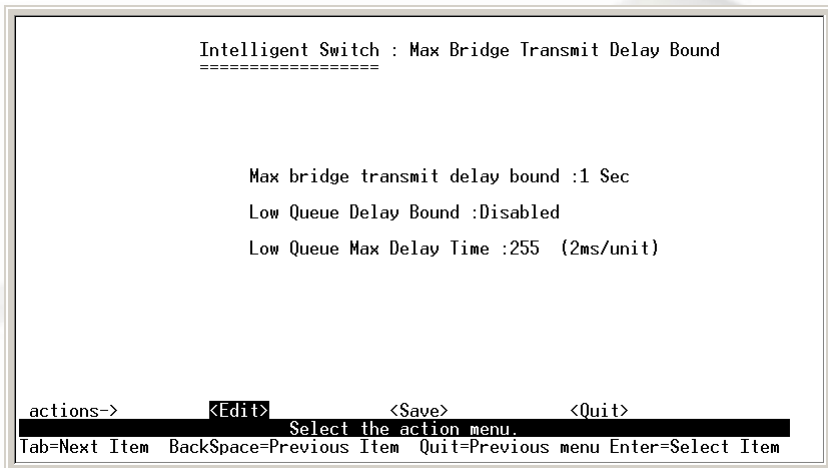 Intelligent Switch : Max Bridge Transmit Delay Bound
==================
Max bridge transmit delay bound :1 Sec
Low Queue Delay Bound :Disabled
Low Queue Max Delay Time :255 (2ms/unit)
actions-> <Edit> <Save> <Quit>
Select the action menu.
Tab=Next Item BackSpace=Previous Item Quit=Previous menu Enter=Select Item